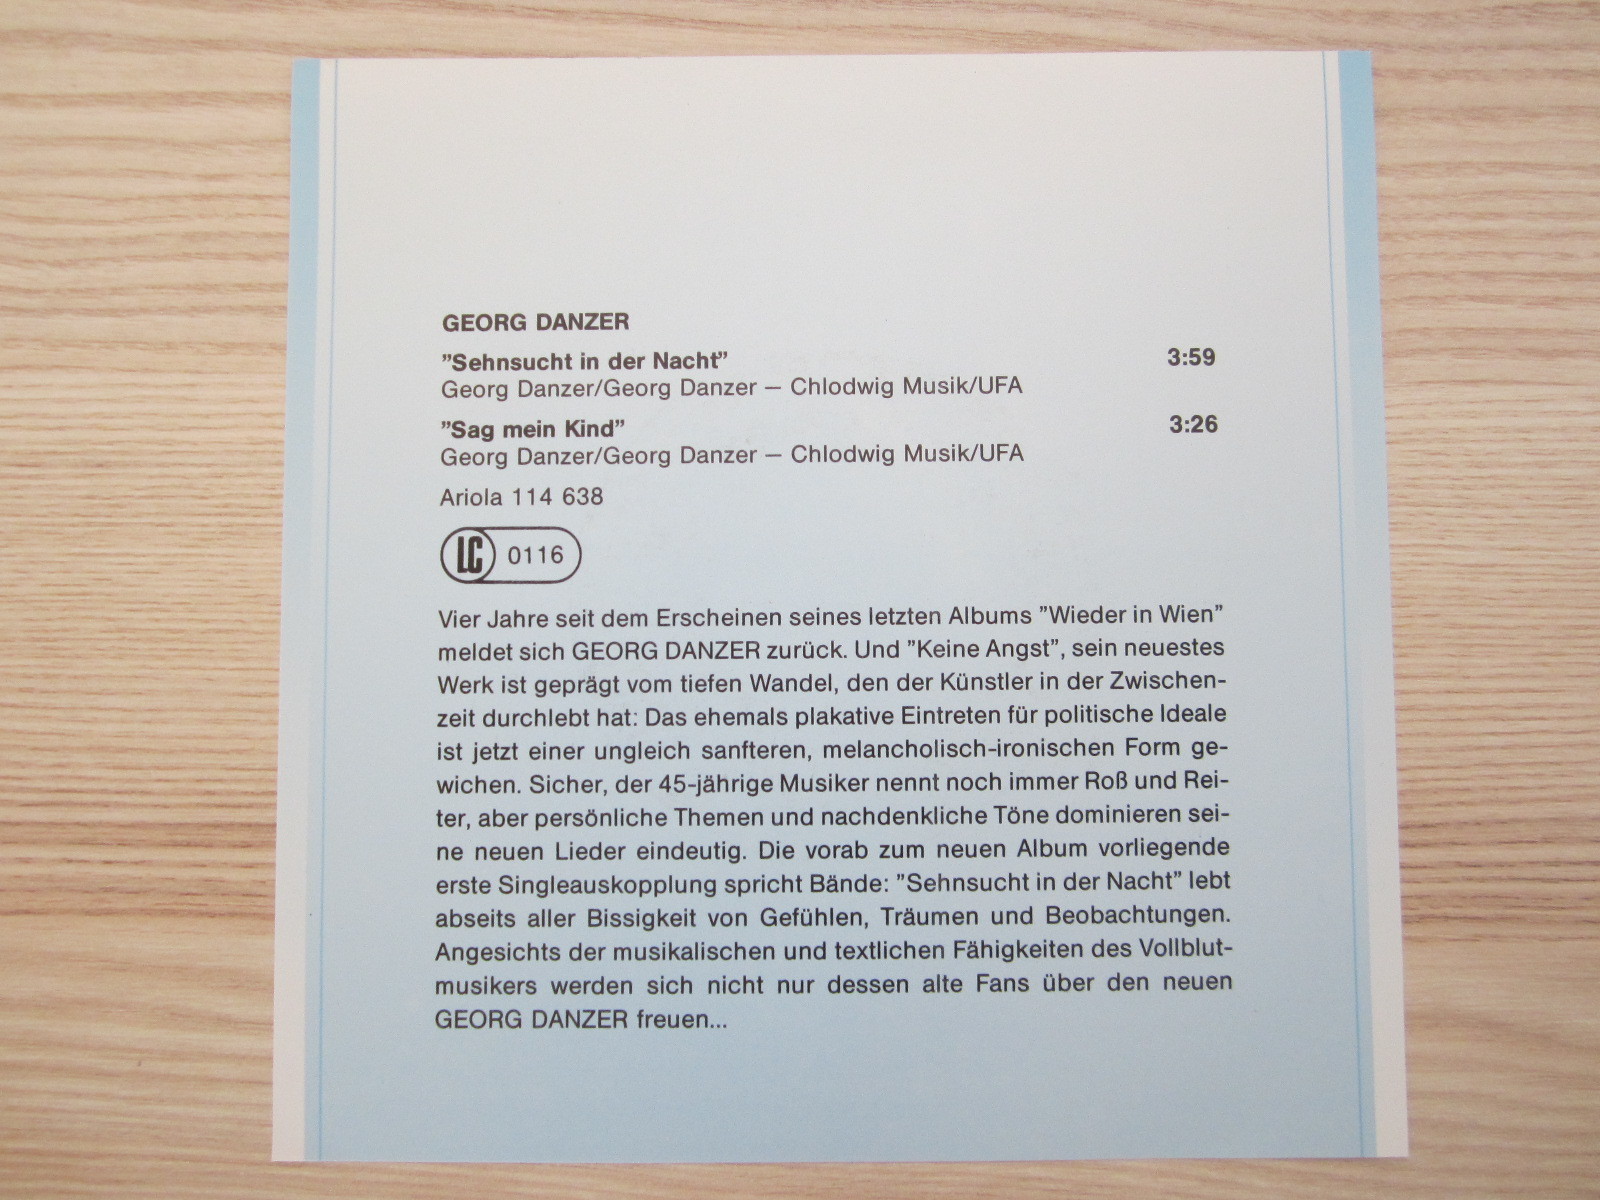 GEORG DANZER
”Sehnsucht in der Nacht” 3:59
Georg Danzer/Georg Danzer – Chlodwig Musik/UFA
”Sag mein Kind” 3:26
Georg Danzer/Georg Danzer – Chlodwig Musik/UFA
Ariola 114 638
LC 0116
Vier Jahre seit dem Erscheinen seines letzten Albums ”Wieder in Wien”
meldet sich GEORG DANZER zurück. Und ”Keine Angst”, sein neuestes
Werk ist geprägt vom tiefen Wandel, den der Künstler in der Zwischen-
zeit durchlebt hat: Das ehemals plakative Eintreten für politische Ideale
ist jetzt einer ungleich sanfteren, melancholisch-ironischen Form ge-
wichen. Sicher, der 45-jährige Musiker nennt noch immer Roß und Rei-
ter, aber persönliche Themen und nachdenkliche Töne dominieren sei-
ne neuen Lieder eindeutig. Die vorab zum neuen Album vorliegende
erste Singleauskopplung spricht Bände: ”Sehnsucht in der Nacht” lebt
abseits aller Bissigkeit von Gefühlen, Träumen und Beobachtungen.
Angesichts der musikalischen und textlichen Fähigkeiten des Vollblut-
musikers werden sich nicht nur dessen alte Fans über den neuen
GEORG DANZER freuen...